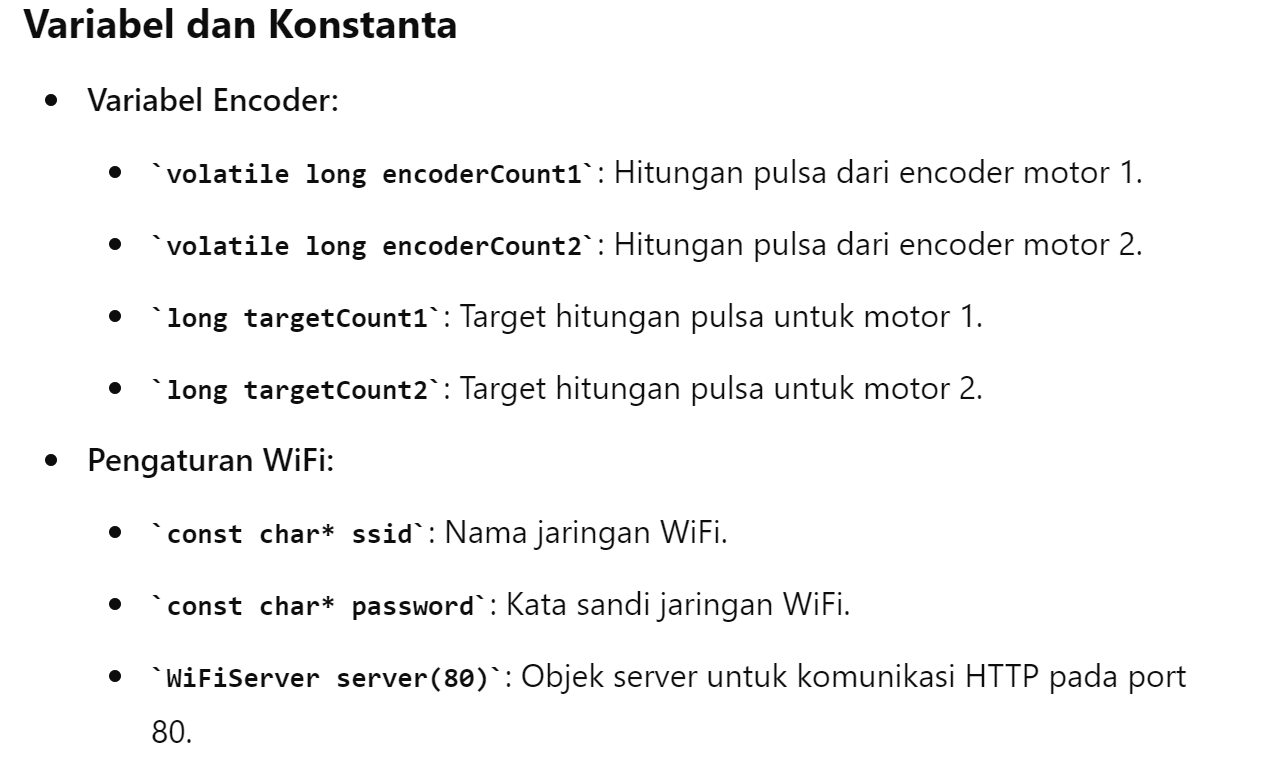 Variabel dan Konstanta
• Variabel Encoder:
• `volatile long encoderCount1`: Hitungan pulsa dari encoder motor 1.
• `volatile long encoderCount2`: Hitungan pulsa dari encoder motor 2.
• `long targetCount1`: Target hitungan pulsa untuk motor 1.
• `long targetCount2`: Target hitungan pulsa untuk motor 2.
• Pengaturan WiFi:
• `const char* ssid`: Nama jaringan WiFi.
• `const char* password`: Kata sandi jaringan WiFi.
• `WiFiServer server(80)`: Objek server untuk komunikasi HTTP pada port
80.